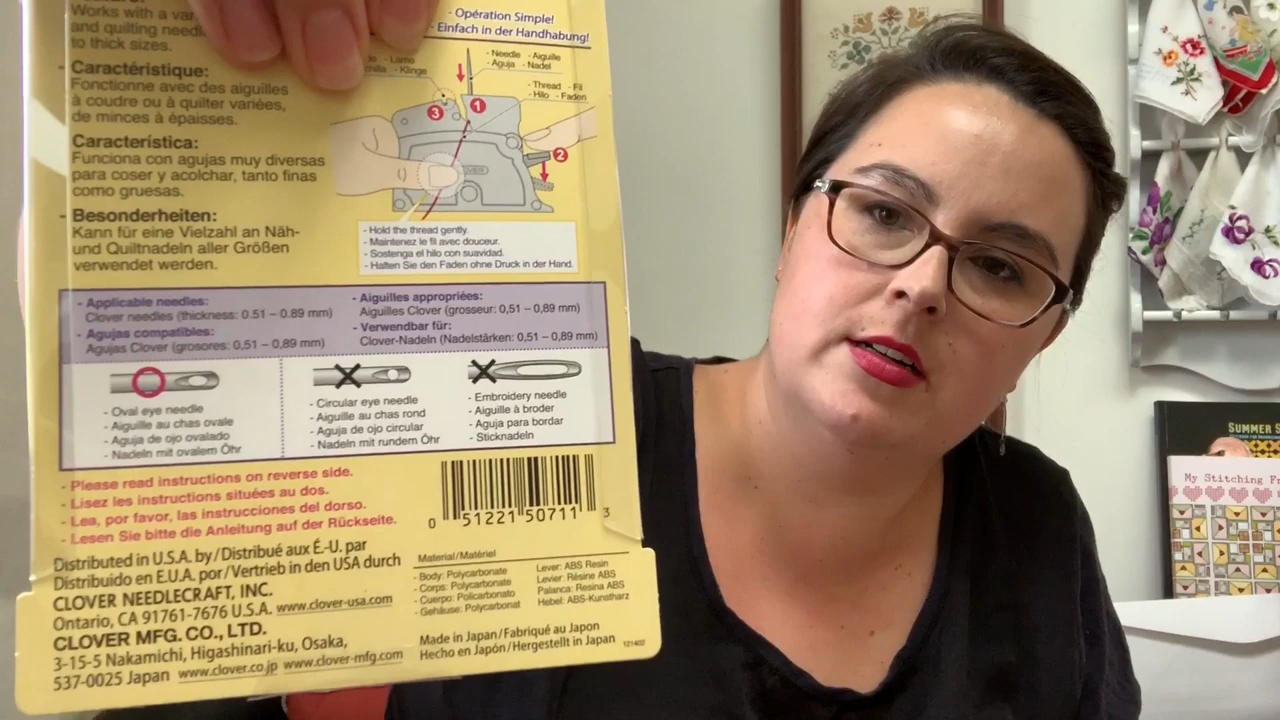 Works with a
and quilting
to thick sizes.
- Caractéristique:
Fonctionne avec des aiguilles
à coudre ou à quilter variées,
de minces à épaisses.
Característica:
Funciona con agujas muy diversas
para coser y acolchar, tanto finas
como gruesas.
- Besonderheiten:
Kann für eine Vielzahl an Näh-
und Quiltnadeln aller Größen
verwendet werden.
- Opération Simple!
- Einfach in der Handhabung!
- Lame
- Klinge
- Needle - Aiguille
- Aguja - Nadel
- Thread - Fil
- Hilo - Faden
1
2
3
CLOVER
- Hold the thread gently.
- Maintenez le fil avec douceur.
- Sostenga el hilo con suavidad.
- Halten Sie den Faden ohne Druck in der Hand.
- Applicable needles:
Clover needles (thickness: 0.51 – 0.89 mm)
- Agujas compatibles:
Agujas Clover (grosores: 0,51 – 0,89 mm)
- Aiguilles appropriées:
Aiguilles Clover (grosseur: 0,51 – 0,89 mm)
- Verwendbar für:
Clover-Nadeln (Nadelstärken: 0,51 – 0,89 mm)
- Oval eye needle
- Aiguille au chas ovale
- Aguja de ojo ovalado
- Nadeln mit ovalem Öhr
- Circular eye needle
- Aiguille au chas rond
- Aguja de ojo circular
- Nadeln mit rundem Öhr
- Embroidery needle
- Aiguille à broder
- Aguja para bordar
- Sticknadeln
- Please read instructions on reverse side.
- Lisez les instructions situées au dos.
- Lea, por favor, las instrucciones del dorso.
- Lesen Sie bitte die Anleitung auf der Rückseite.
0 51221 50711 3
Distributed in U.S.A. by/Distribué aux É.-U. par
Distribuido en E.U.A. por/Vertrieb in den USA durch
CLOVER NEEDLECRAFT, INC.
Ontario, CA 91761-7676 U.S.A. www.clover-usa.com
CLOVER MFG. CO., LTD.
3-15-5 Nakamichi, Higashinari-ku, Osaka,
537-0025 Japan www.clover.co.jp www.clover-mfg.com
Material/Matériel
- Body: Polycarbonate
- Corps: Polycarbonate
- Cuerpo: Policarbonato
- Gehäuse: Polycarbonat
Lever: ABS Resin
Levier: Résine ABS
Palanca: Resina ABS
Hebel: ABS-Kunstharz
Made in Japan/Fabriqué au Japon
Hecho en Japón/Hergestellt in Japan
SUMMER
My Stitching